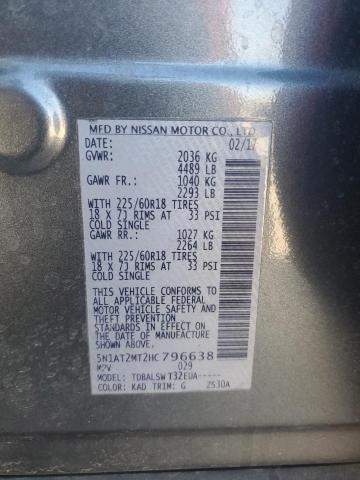 MFD BY NISSAN MOTOR CO., LTD.
DATE: 02/17
GVWR: 2036 KG
4489 LB
GAWR FR.: 1040 KG
2293 LB
WITH 225/60R18 TIRES
18 X 7J RIMS AT 33 PSI
COLD SINGLE
GAWR RR.: 1027 KG
2264 LB
WITH 225/60R18 TIRES
18 X 7J RIMS AT 33 PSI
COLD SINGLE
THIS VEHICLE CONFORMS TO
ALL APPLICABLE FEDERAL
MOTOR VEHICLE SAFETY
STANDARDS IN EFFECT ON
THE DATE OF MANUFACTURE
SHOWN ABOVE.
5N1AT2MT2HC796638
MPV 029
MODEL: TDBALSWT32EUA-----
COLOR: KAD TRIM: G 2530A